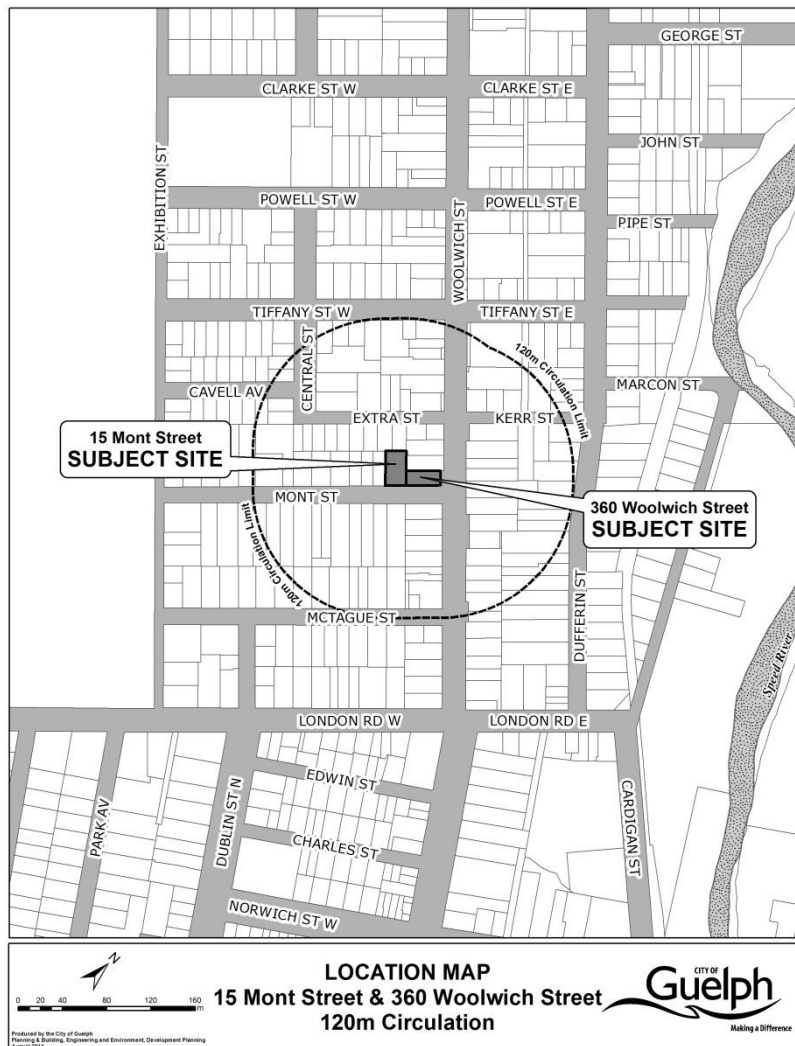 GEORGE ST
CLARKE ST W
CLARKE ST E
JOHN ST
EXHIBITION ST
POWELL ST W
WOOLWICH ST
POWELL ST E
PIPE ST
TIFFANY ST W
TIFFANY ST E
CENTRAL ST
120m Circulation Limit
CAVELL AV
MARCON ST
EXTRA ST
KERR ST
15 Mont Street
SUBJECT SITE
MONT ST
360 Woolwich Street
SUBJECT SITE
120m Circulation Limit
MCTAGUE ST
DUFFERIN ST
Speed River
LONDON RD W
LONDON RD E
EDWIN ST
PARK AV
DUBLIN ST N
CHARLES ST
CARDIGAN ST
NORWICH ST W
N
0 20 40 80 120 160
m
Produced by the City of Guelph
Planning & Building, Engineering and Environment, Development Planning
LOCATION MAP
15 Mont Street & 360 Woolwich Street
120m Circulation
CITY OF
Guelph
Making a Difference